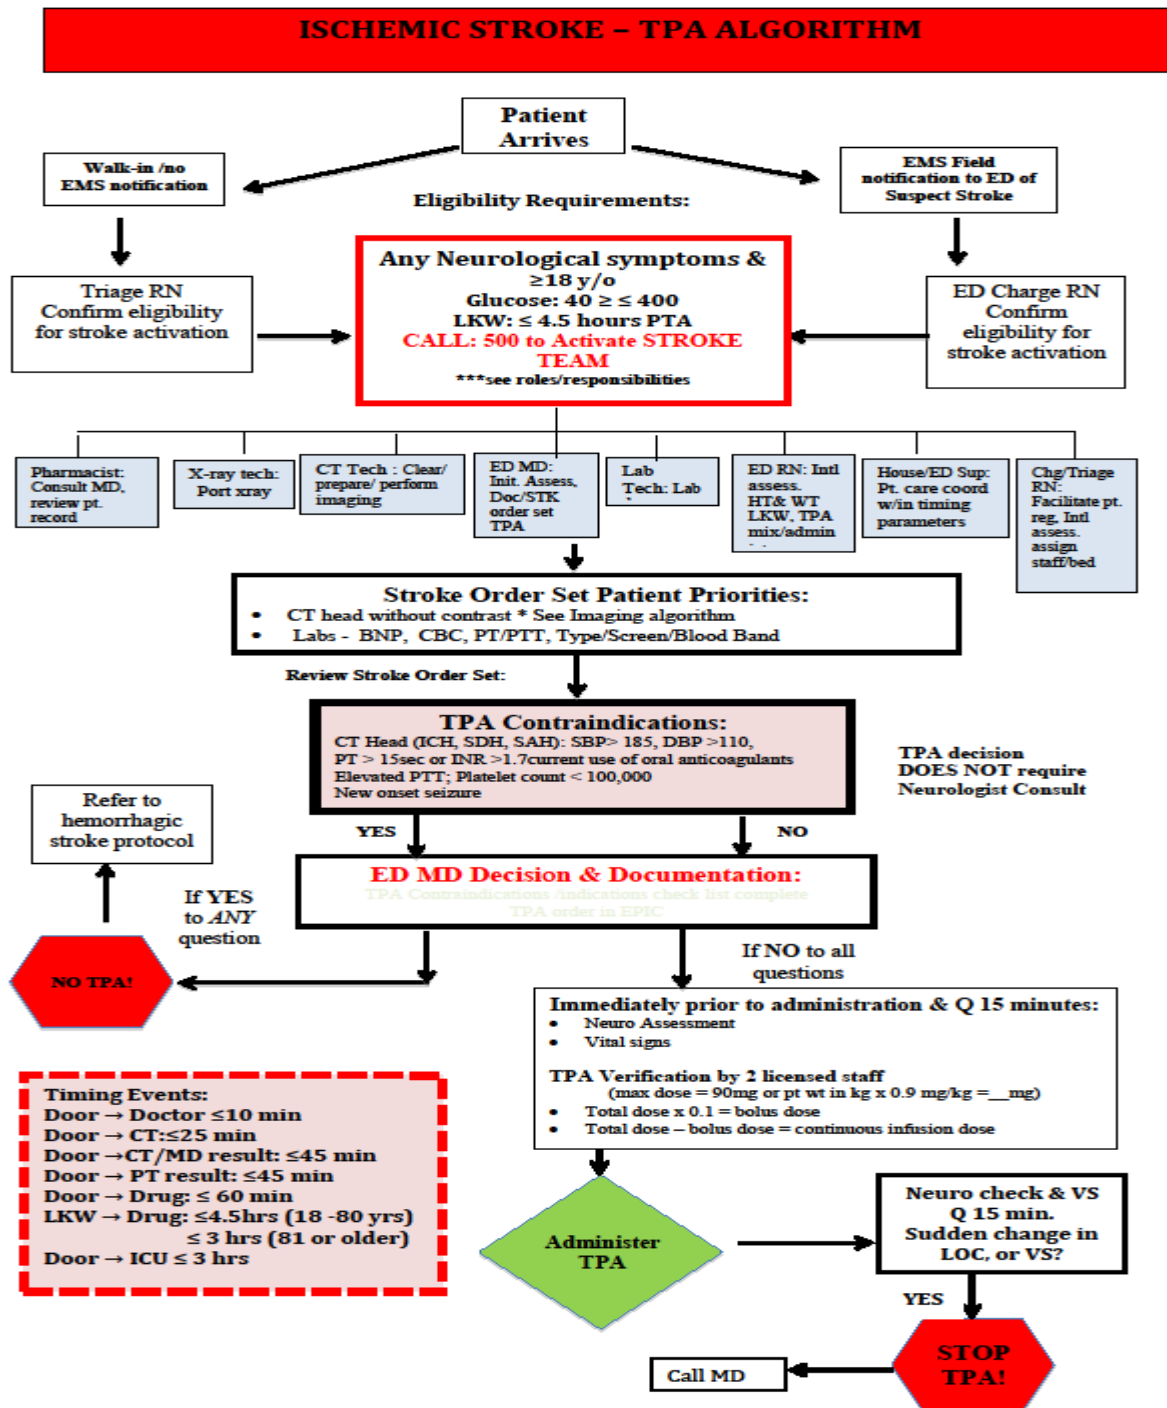 ISCHEMIC STROKE – TPA ALGORITHM
Patient
Arrives
Walk-in /no
EMS notification
EMS Field
notification to ED of
Suspect Stroke
Eligibility Requirements:
Triage RN
Confirm eligibility
for stroke activation
Any Neurological symptoms &
≥18 y/o
Glucose: 40 ≥ ≤ 400
LKW: ≤ 4.5 hours PTA
CALL: 500 to Activate STROKE
TEAM
***see roles/responsibilities
ED Charge RN
Confirm
eligibility for
stroke activation
Pharmacist:
Consult MD,
review pt.
record
X-ray tech:
Port xray
CT Tech : Clear/
prepare/ perform
imaging
ED MD:
Init. Assess,
Doc/STK
order set
TPA
Lab
Tech: Lab
ED RN: Intl
assess.
HT& WT
LKW, TPA
mix/admin
House/ED Sup:
Pt. care coord
w/in timing
parameters
Chg/Triage
RN:
Facilitate pt.
reg, Intl
assess.
assign
staff/bed
Stroke Order Set Patient Priorities:
• CT head without contrast * See Imaging algorithm
• Labs - BNP, CBC, PT/PTT, Type/Screen/Blood Band
Review Stroke Order Set:
TPA Contraindications:
CT Head (ICH, SDH, SAH): SBP> 185, DBP >110,
PT > 15sec or INR >1.7current use of oral anticoagulants
Elevated PTT; Platelet count < 100,000
New onset seizure
TPA decision
DOES NOT require
Neurologist Consult
Refer to
hemorrhagic
stroke protocol
YES
NO
ED MD Decision & Documentation:
TPA Contraindications /indications check list complete
TPA order in EPIC
If YES
to ANY
question
NO TPA!
If NO to all
questions
Immediately prior to administration & Q 15 minutes:
• Neuro Assessment
• Vital signs
TPA Verification by 2 licensed staff
(max dose = 90mg or pt wt in kg x 0.9 mg/kg =__mg)
• Total dose x 0.1 = bolus dose
• Total dose – bolus dose = continuous infusion dose
Timing Events:
Door → Doctor ≤10 min
Door → CT:≤25 min
Door →CT/MD result: ≤45 min
Door → PT result: ≤45 min
Door → Drug: ≤ 60 min
LKW → Drug: ≤4.5hrs (18 -80 yrs)
≤ 3 hrs (81 or older)
Door → ICU ≤ 3 hrs
Administer
TPA
Neuro check & VS
Q 15 min.
Sudden change in
LOC, or VS?
YES
STOP
TPA!
Call MD